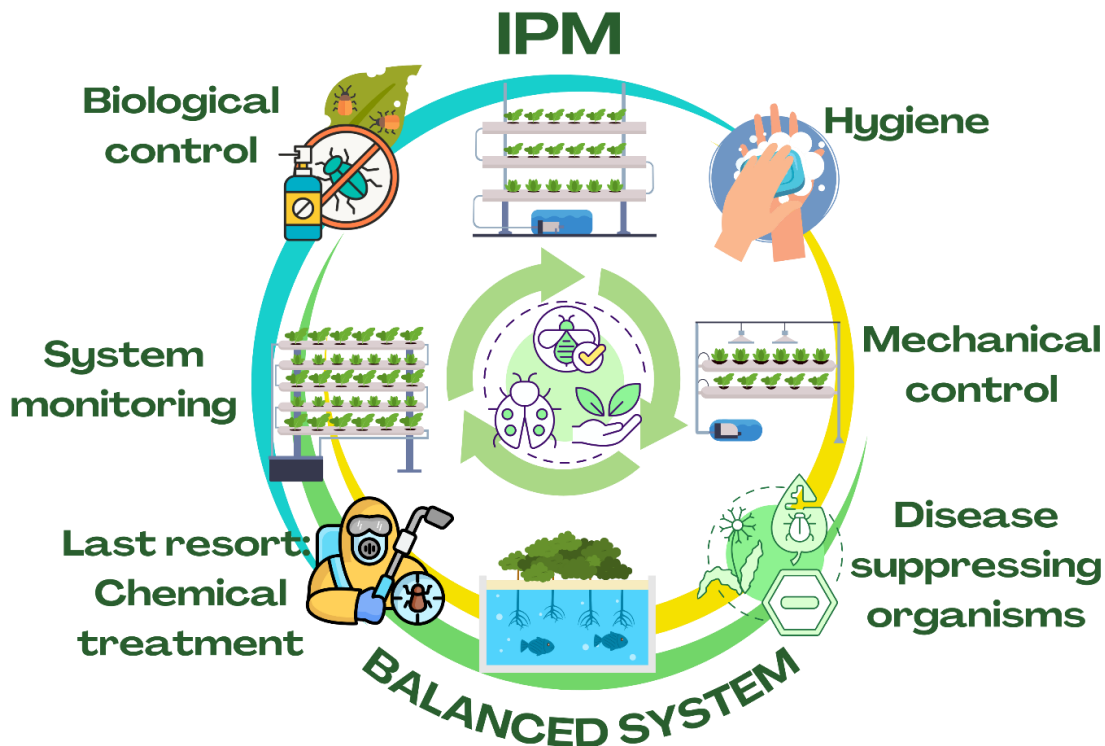 IPM
Biological
control
Hygiene
System
monitoring
Mechanical
control
Last resort:
Chemical
treatment
Disease
suppressing
organisms
BALANCED SYSTEM